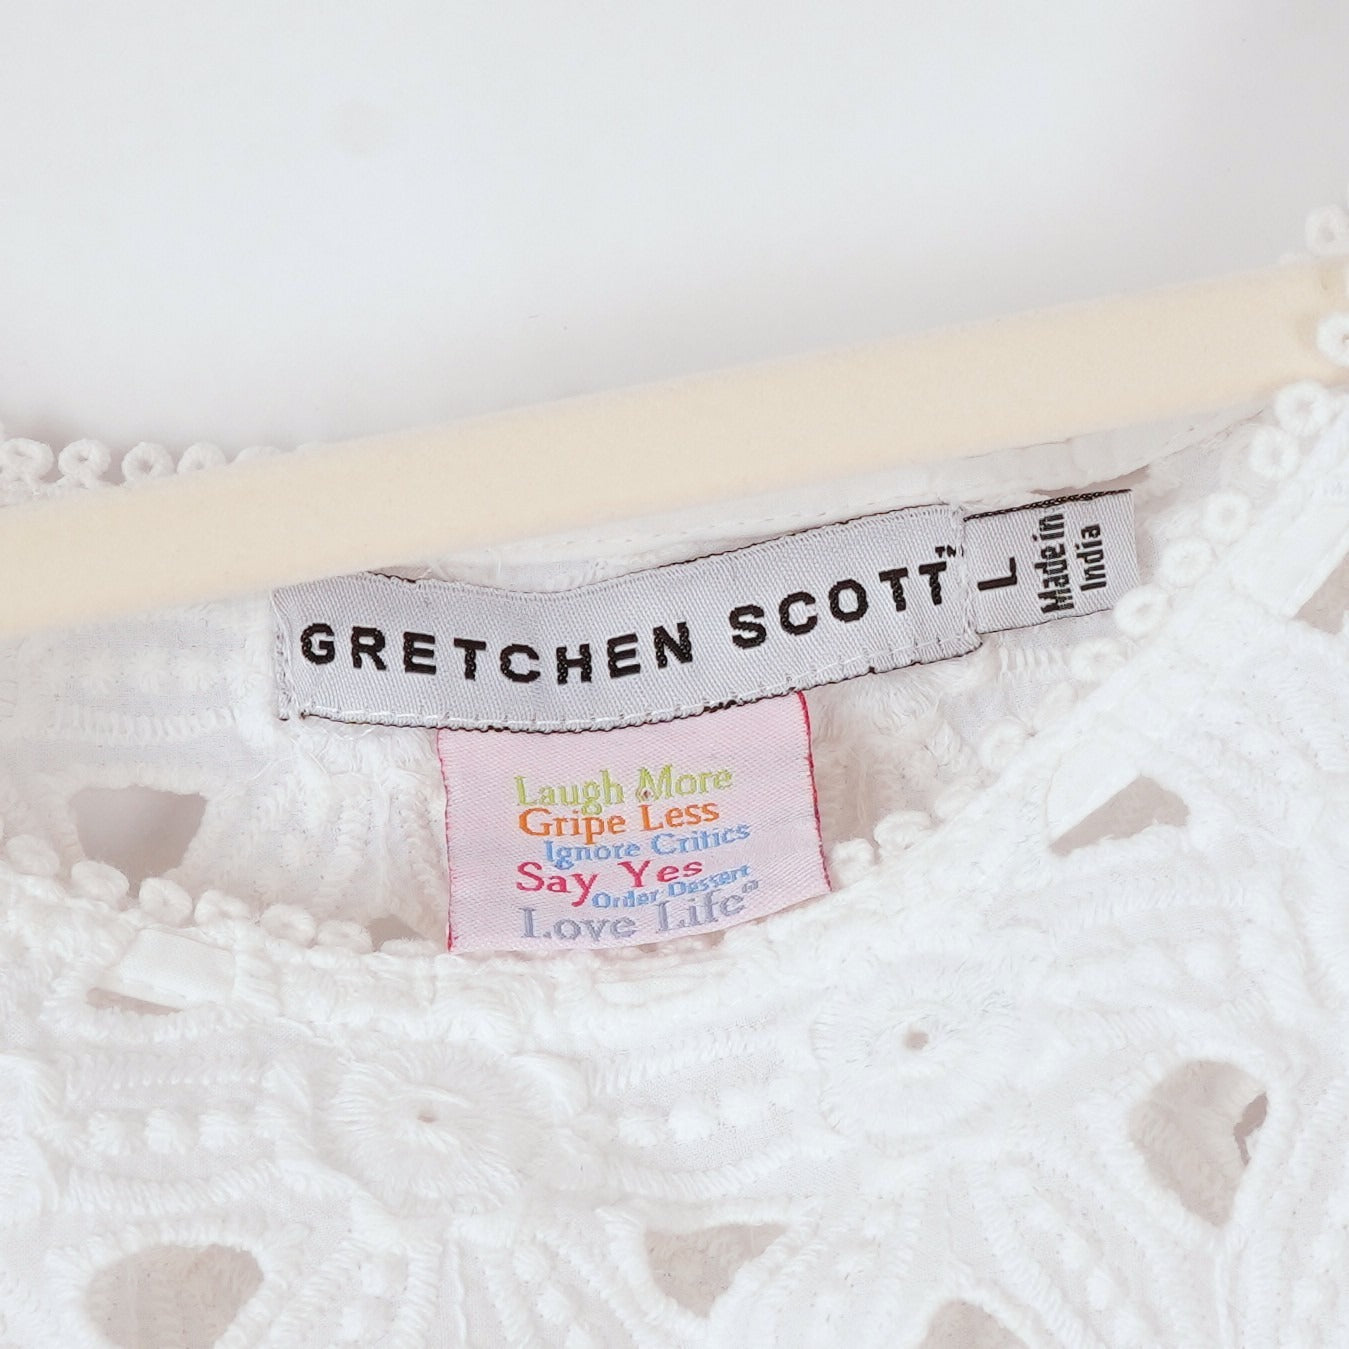 GRETCHEN SCOTT™
L
Made in
India
Laugh More
Gripe Less
Ignore Critics
Say Yes
Order Dessert
Love Life®